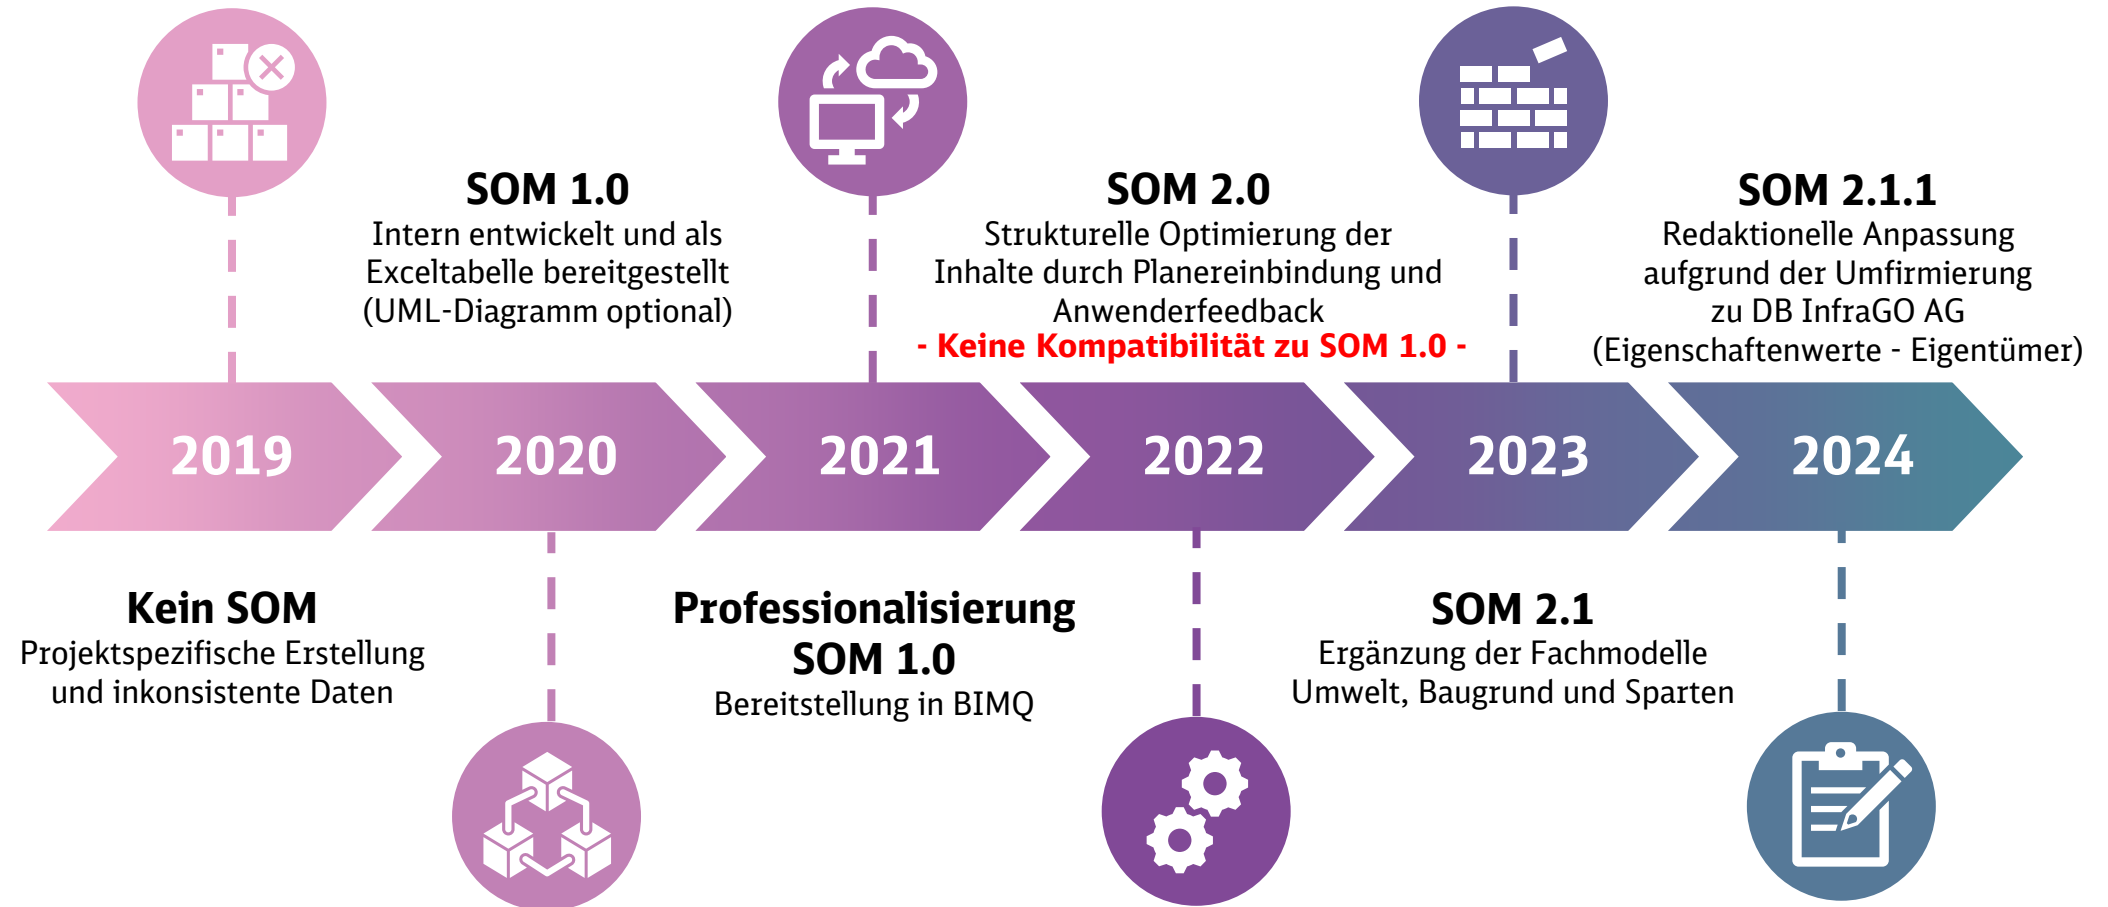 SOM 1.0
Intern entwickelt und als
Exceltabelle bereitgestellt
(UML-Diagramm optional)
SOM 2.0
Strukturelle Optimierung der
Inhalte durch Planereinbindung und
Anwenderfeedback
- Keine Kompatibilität zu SOM 1.0 -
SOM 2.1.1
Redaktionelle Anpassung
aufgrund der Umfirmierung
zu DB InfraGO AG
(Eigenschaftenwerte - Eigentümer)
2019
2020
2021
2022
2023
2024
Kein SOM
Projektspezifische Erstellung
und inkonsistente Daten
Professionalisierung
SOM 1.0
Bereitstellung in BIMQ
SOM 2.1
Ergänzung der Fachmodelle
Umwelt, Baugrund und Sparten